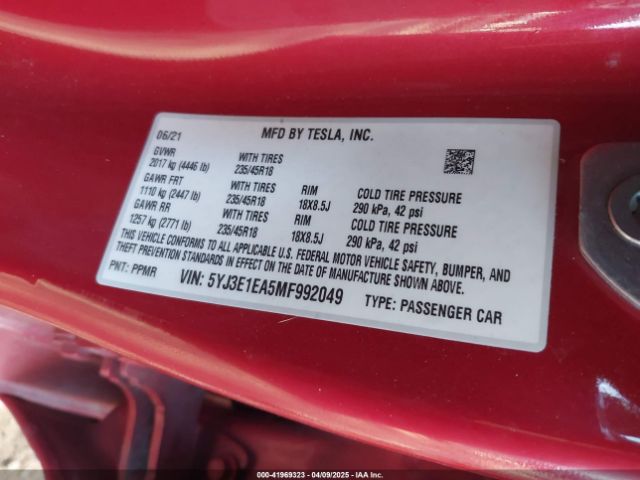 06/21 MFD BY TESLA, INC.
GVWR WITH TIRES
2017 kg (4446 lb) 235/45R18
GAWR FRT WITH TIRES RIM COLD TIRE PRESSURE
1110 kg (2447 lb) 235/45R18 18X8.5J 290 kPa, 42 psi
GAWR RR WITH TIRES RIM COLD TIRE PRESSURE
1257 kg (2771 lb) 235/45R18 18X8.5J 290 kPa, 42 psi
THIS VEHICLE CONFORMS TO ALL APPLICABLE U.S. FEDERAL MOTOR VEHICLE SAFETY, BUMPER, AND
THEFT PREVENTION STANDARDS IN EFFECT ON THE DATE OF MANUFACTURE SHOWN ABOVE.
PNT: PPMR VIN: 5YJ3E1EA5MF992049 TYPE: PASSENGER CAR
000-41969323 | 04/09/2025 | IAA Inc.